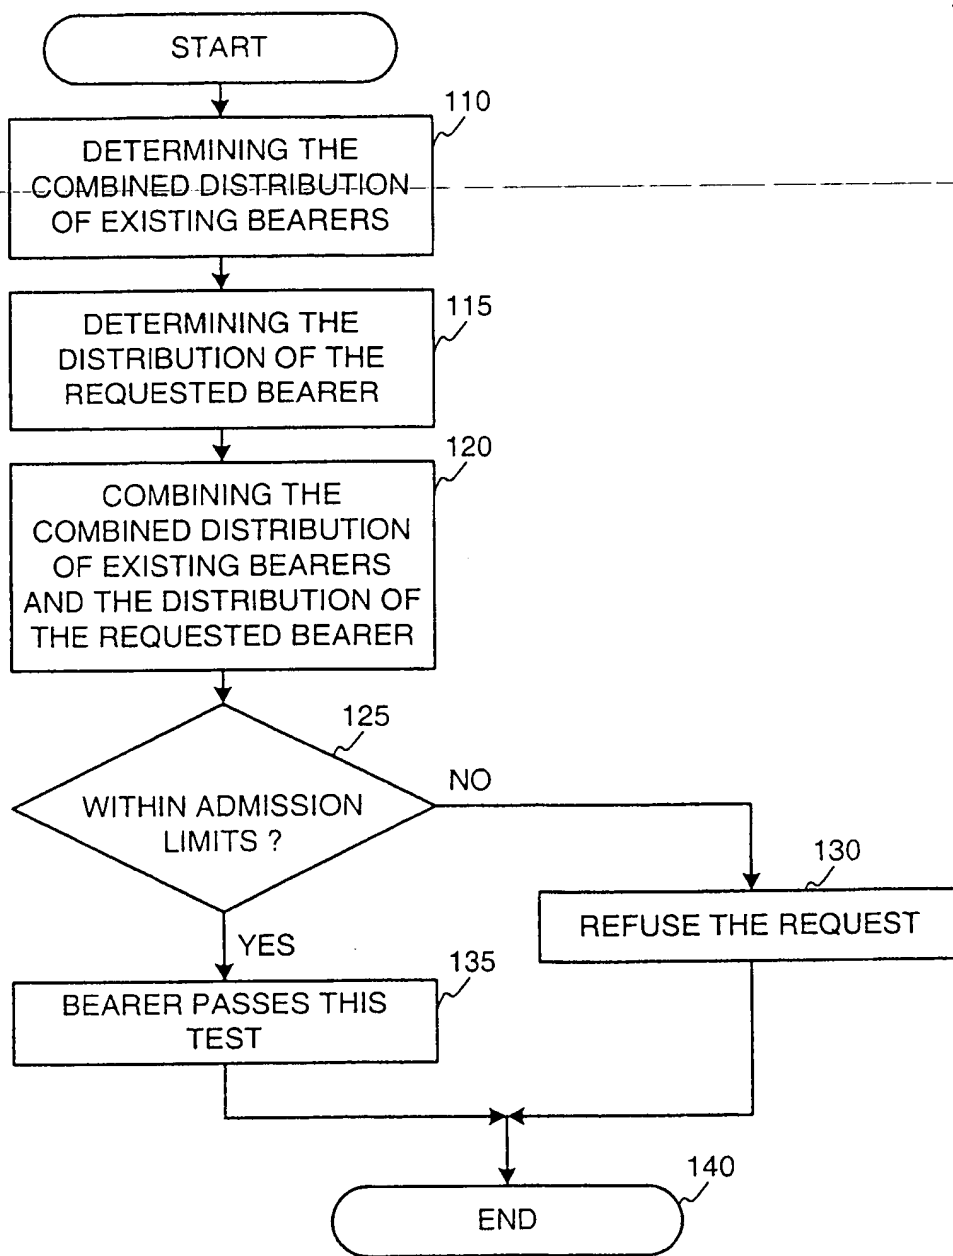 START
110
DETERMINING THE
COMBINED DISTRIBUTION
OF EXISTING BEARERS
115
DETERMINING THE
DISTRIBUTION OF THE
REQUESTED BEARER
120
COMBINING THE
COMBINED DISTRIBUTION
OF EXISTING BEARERS
AND THE DISTRIBUTION OF
THE REQUESTED BEARER
125
WITHIN ADMISSION
LIMITS ?
NO
130
REFUSE THE REQUEST
YES
135
BEARER PASSES THIS
TEST
140
END